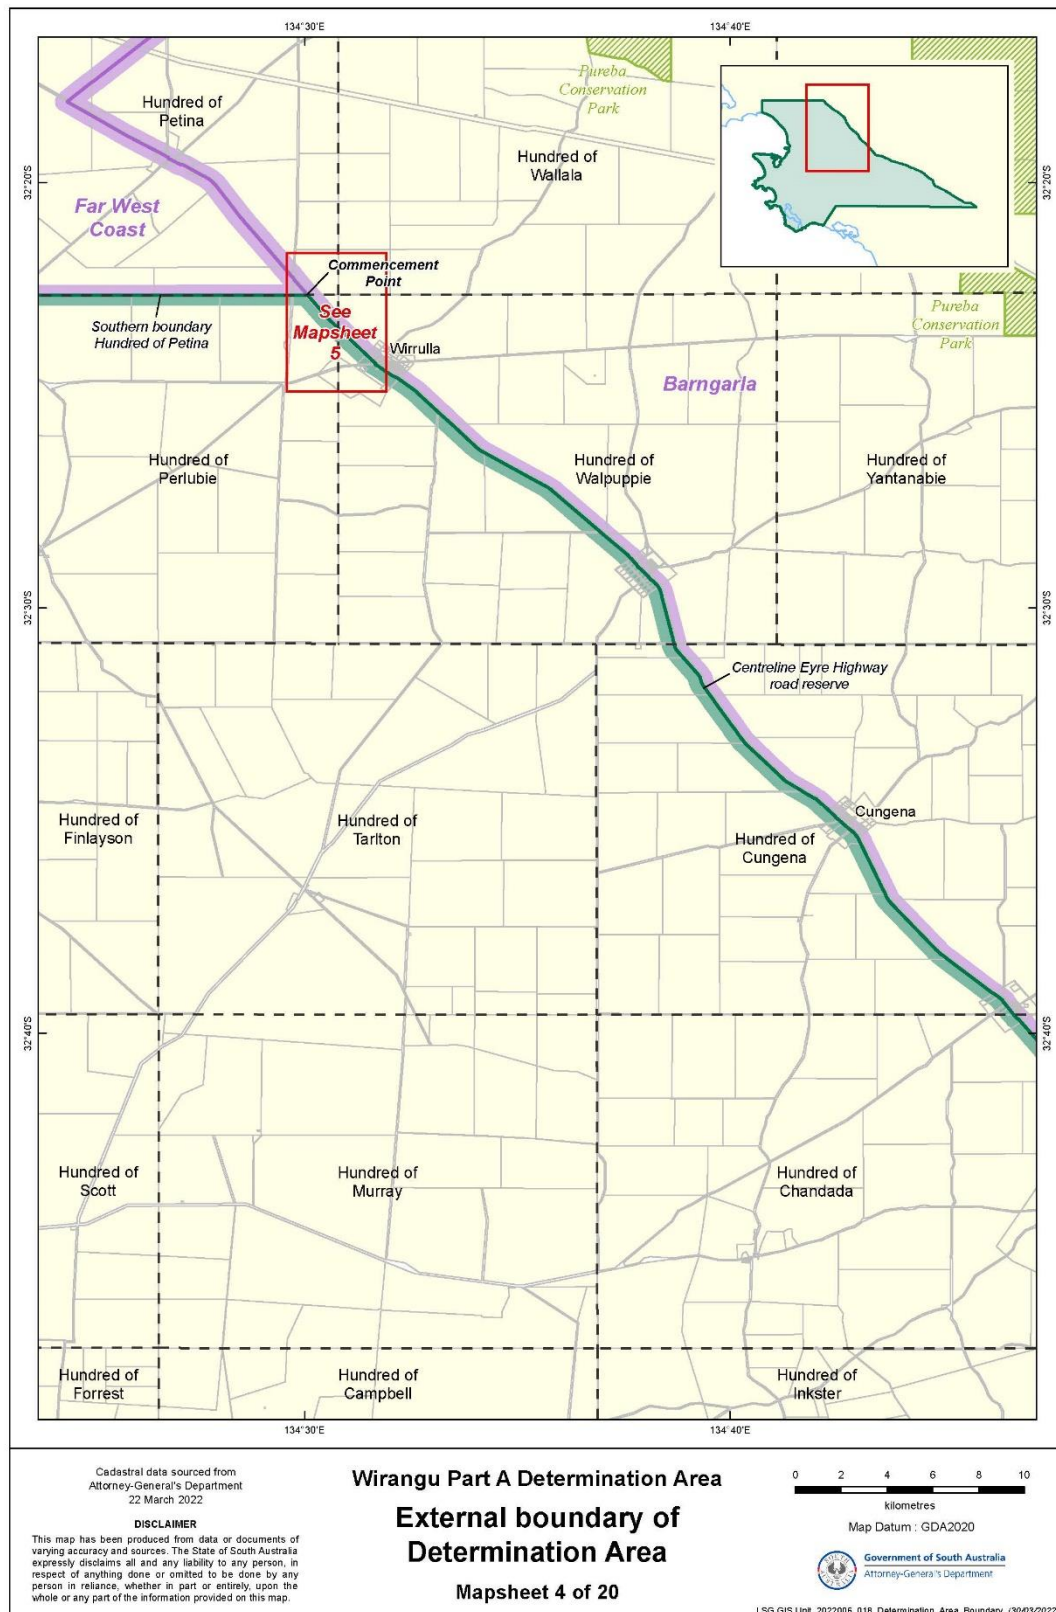 134°30'E
134°40'E
Pureba
Conservation
Park
Hundred of
Petina
Hundred of
Wallala
32°20'S
32°20'S
Far West
Coast
Commencement
Point
Southern boundary
Hundred of Petina
See
Mapsheet
5
Wirrulla
Pureba
Conservation
Park
Barngarla
Hundred of
Perlubie
Hundred of
Walpuppie
Hundred of
Yantanabie
32°30'S
32°30'S
Centreline Eyre Highway
road reserve
Hundred of
Finlayson
Hundred of
Tarlton
Cungena
Hundred of
Cungena
32°40'S
32°40'S
Hundred of
Scott
Hundred of
Murray
Hundred of
Chandada
Hundred of
Forrest
Hundred of
Campbell
Hundred of
Inkster
134°30'E
134°40'E
Cadastral data sourced from
Attorney-General's Department
22 March 2022
DISCLAIMER
This map has been produced from data or documents of
varying accuracy and sources. The State of South Australia
expressly disclaims all and any liability to any person, in
respect of anything done or omitted to be done by any
person in reliance, whether in part or entirely, upon the
whole or any part of the information provided on this map.
Wirangu Part A Determination Area
External boundary of
Determination Area
Mapsheet 4 of 20
0 2 4 6 8 10
kilometres
Map Datum : GDA2020
Government of South Australia
Attorney-General's Department
LSG GIS Unit 2022006_018_Determination_Area_Boundary (30/03/2022